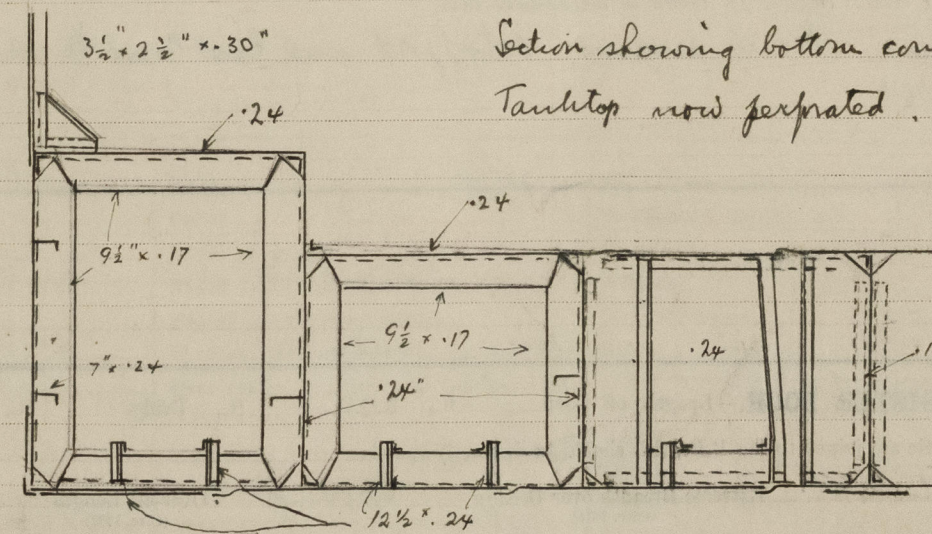 3½" × 2½" × .30"
Section showing bottom con
Tanktop now perfrated .
.24
.24
9½" × .17
9½ × .17
.24
7" × .24
.24"
12½ × .24